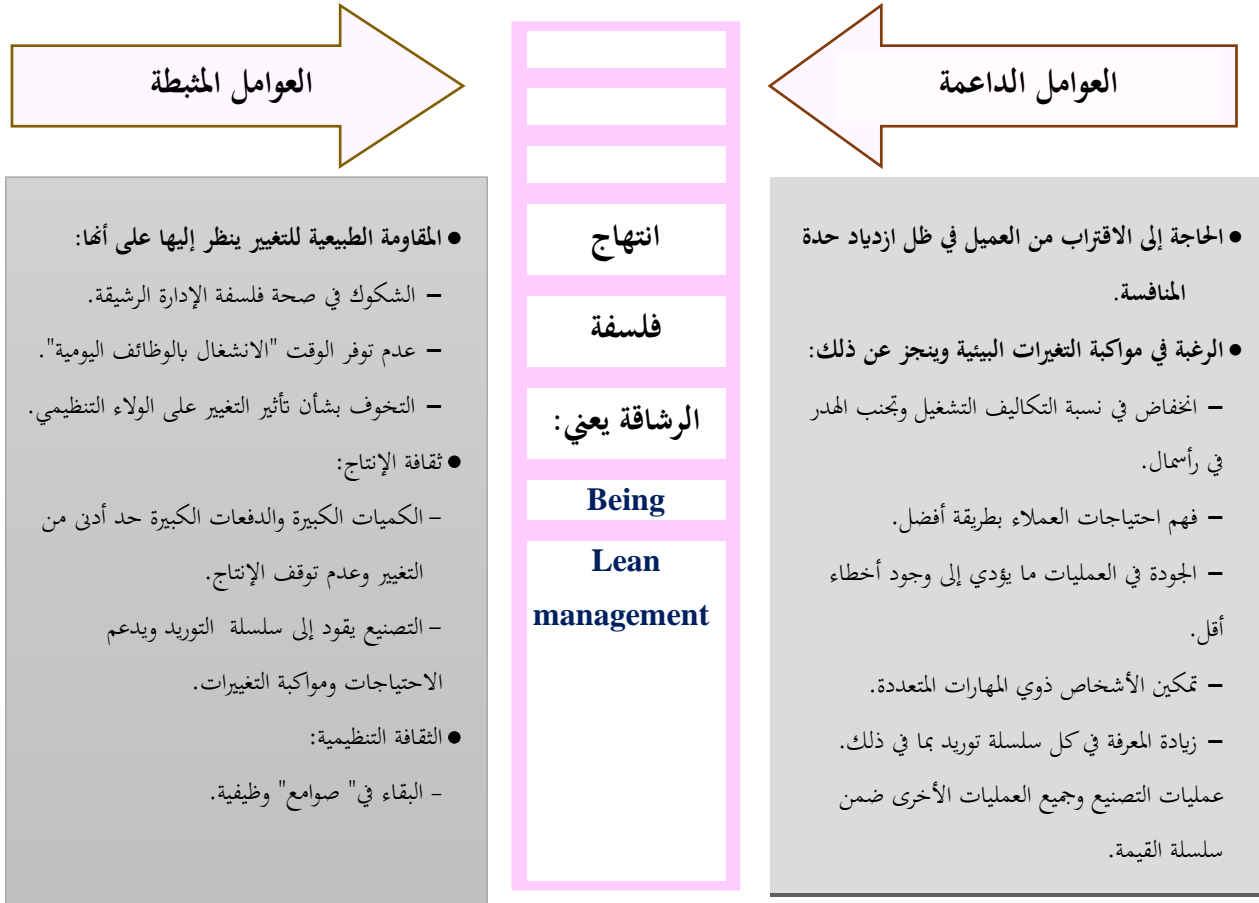 العوامل الداعمة
● الحاجة إلى الاقتراب من العميل في ظل ازدياد حدة
المنافسة.
● الرغبة في مواكبة التغيرات البيئية وينجز عن ذلك:
– انخفاض في نسبة التكاليف التشغيل وتجنب الهدر
في رأسمال.
– فهم احتياجات العملاء بطريقة أفضل.
– الجودة في العمليات ما يؤدي إلى وجود أخطاء
أقل.
– تمكين الأشخاص ذوي المهارات المتعددة.
– زيادة المعرفة في كل سلسلة توريد بما في ذلك.
عمليات التصنيع وجميع العمليات الأخرى ضمن
سلسلة القيمة.
انتهاج
فلسفة
الرشاقة يعني:
Being
Lean
management
العوامل المثبطة
● المقاومة الطبيعية للتغيير ينظر إليها على أنها:
– الشكوك في صحة فلسفة الإدارة الرشيقة.
– عدم توفر الوقت "الانشغال بالوظائف اليومية".
– التخوف بشأن تأثير التغيير على الولاء التنظيمي.
● ثقافة الإنتاج:
– الكميات الكبيرة والدفعات الكبيرة حد أدنى من
التغيير وعدم توقف الإنتاج.
– التصنيع يقود إلى سلسلة التوريد ويدعم
الاحتياجات ومواكبة التغييرات.
● الثقافة التنظيمية:
– البقاء في" صوامع" وظيفية.